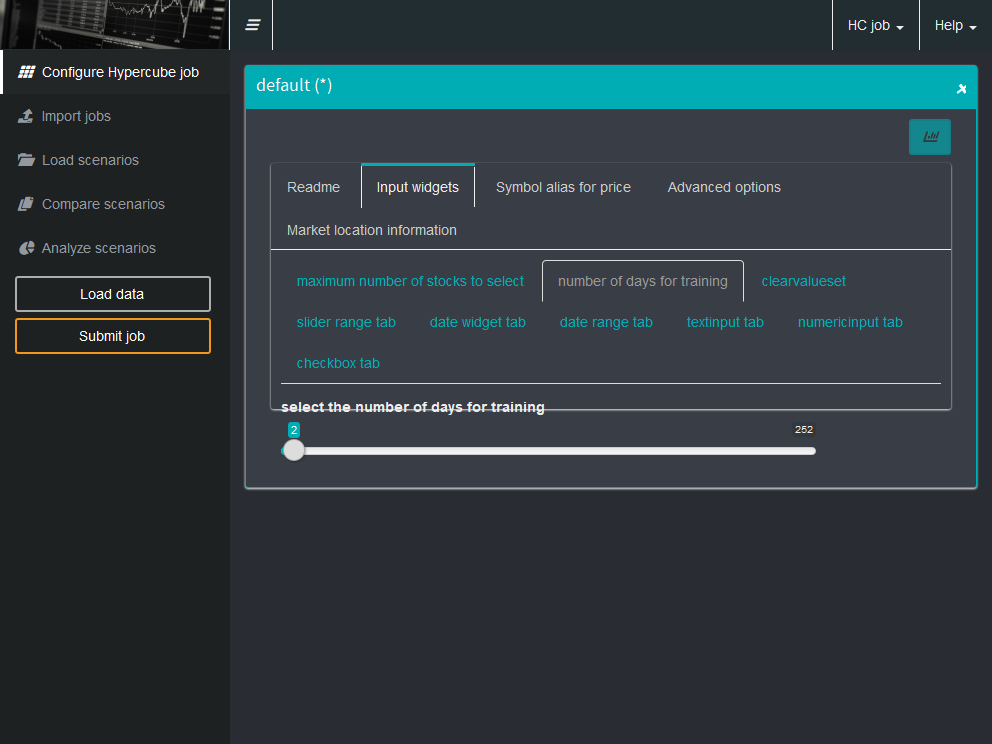 HC job
Help
Configure Hypercube job
Import jobs
Load scenarios
Compare scenarios
Analyze scenarios
Load data
Submit job
default (*)
Readme
Input widgets
Symbol alias for price
Advanced options
Market location information
maximum number of stocks to select
number of days for training
clearvalueset
slider range tab
date widget tab
date range tab
textinput tab
numericinput tab
checkbox tab
select the number of days for training
2
252